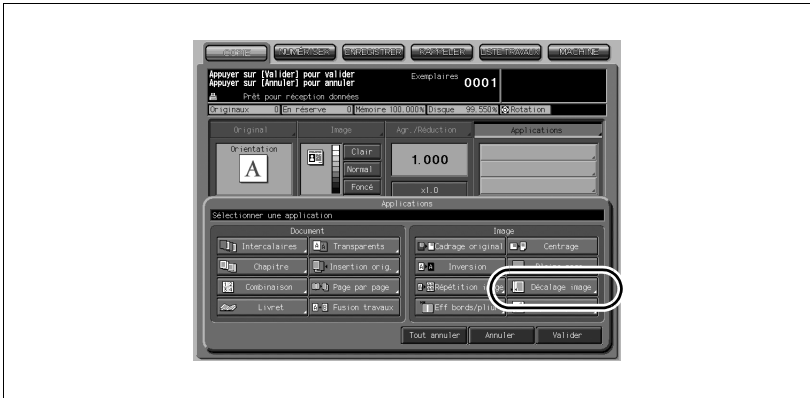 COPIE NUMÉRISER ENREGISTRER RAPPELER LISTE TRAVAUX MACHINE
Appuyer sur [Valider] pour valider
Appuyer sur [Annuler] pour annuler
Exemplaires 0001
Prêt pour réception données
Originaux 0 En réserve 0 Mémoire 100.000% Disque 99.550% Rotation
Original Image Agr./Réduction Applications
Orientation
A
Clair
Normal
Foncé
1.000
x1.0
Applications
Sélectionner une application
Document Image
Intercalaires Transparents Cadrage original Centrage
Chapitre Insertion orig. Inversion
Combinaison Page par page Répétition Décalage image
Livret Fusion travaux Eff bords/pliure
Tout annuler Annuler Valider